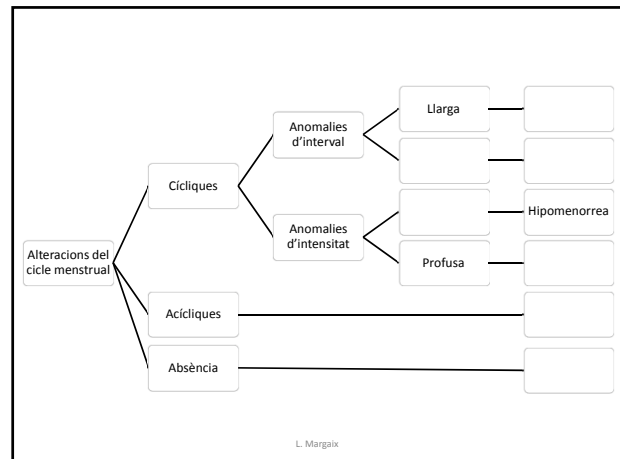 Llarga
Anomalies
d'interval
Cícliques
Hipomenorrea
Anomalies
d'intensitat
Alteracions del
cicle menstrual
Profusa
Acícliques
Absència
L. Margaix